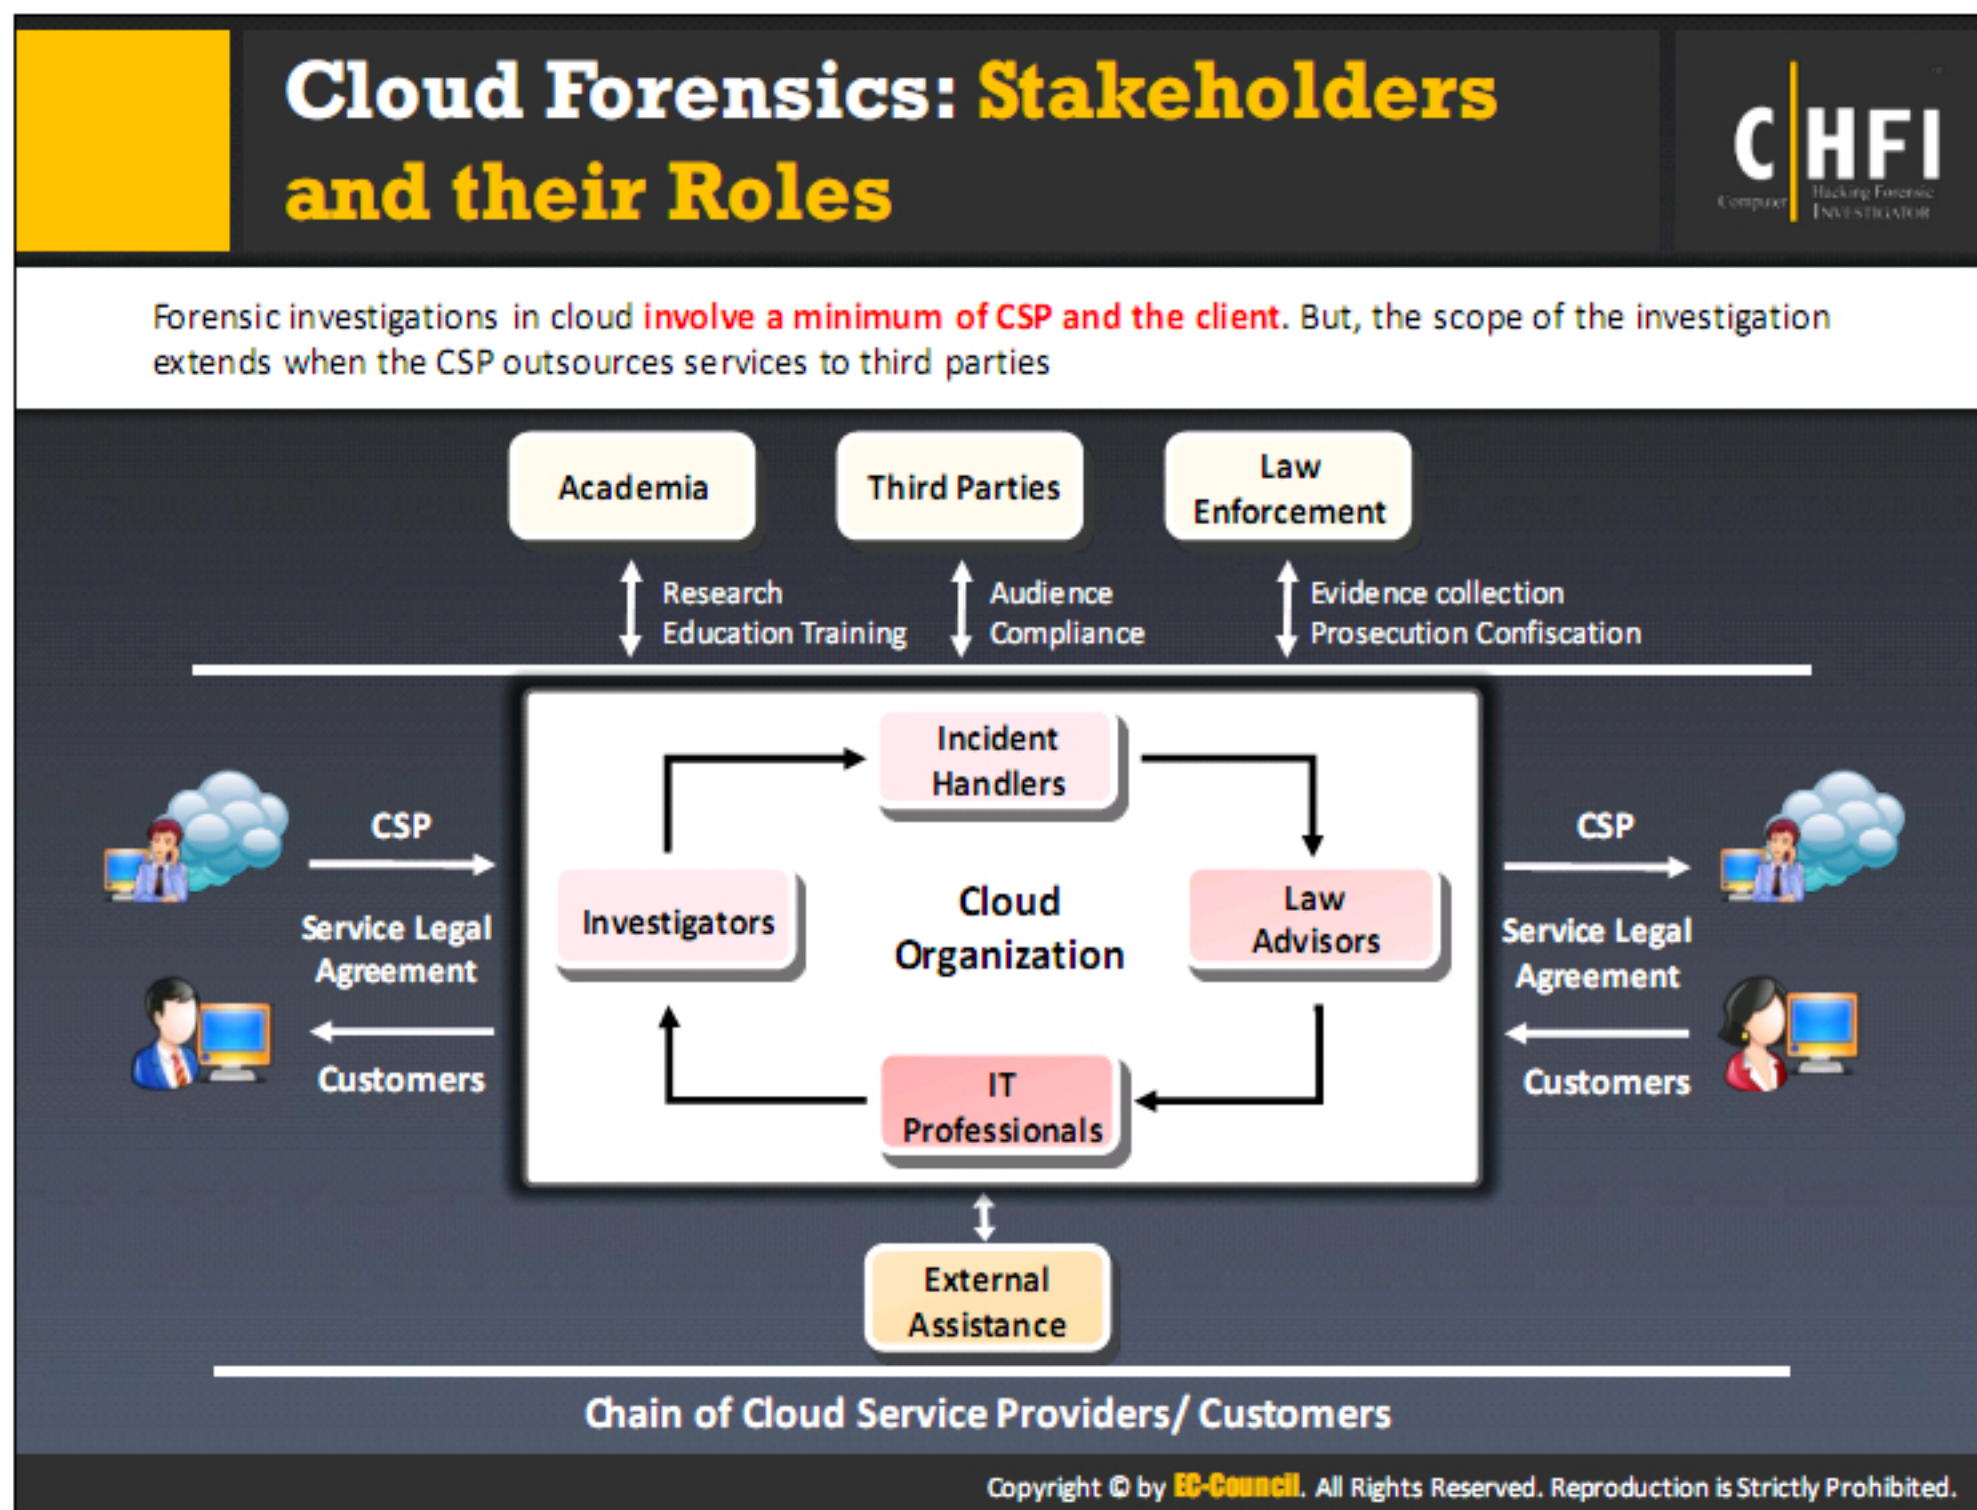 Cloud Forensics: Stakeholders
and their Roles
C HFI
Computer
Hacking Forensic
INVESTIGATOR
Forensic investigations in cloud involve a minimum of CSP and the client. But, the scope of the investigation
extends when the CSP outsources services to third parties
Academia
Third Parties
Law
Enforcement
Research
Education Training
Audience
Compliance
Evidence collection
Prosecution Confiscation
Incident
Handlers
CSP
Service Legal
Agreement
Customers
Investigators
Cloud
Organization
Law
Advisors
IT
Professionals
CSP
Service Legal
Agreement
Customers
External
Assistance
Chain of Cloud Service Providers/ Customers
Copyright © by EC-Council. All Rights Reserved. Reproduction is Strictly Prohibited.